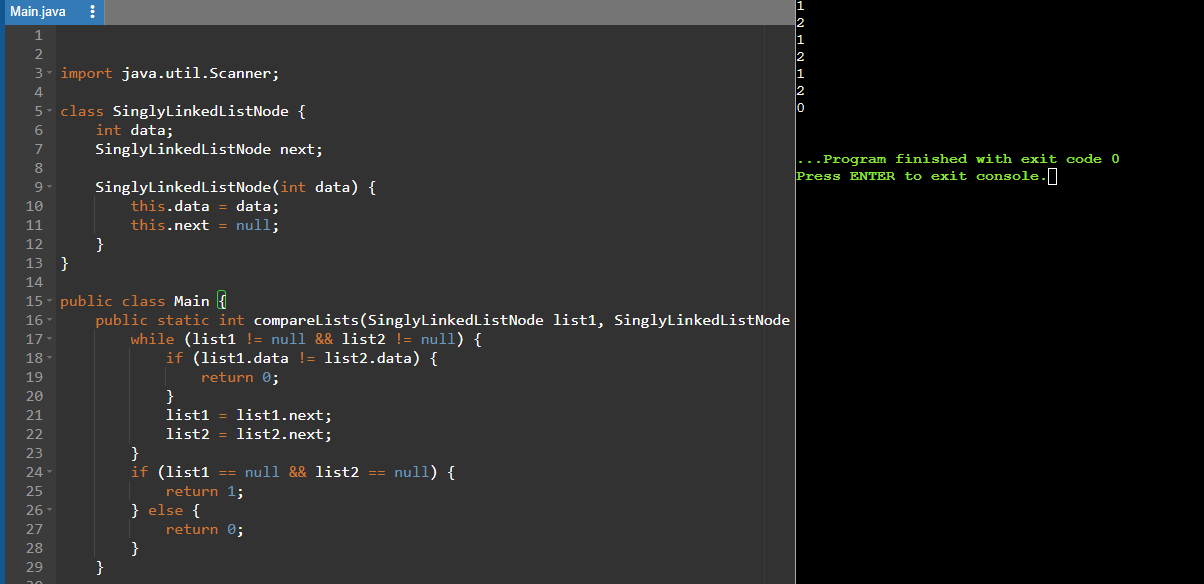 Main.java
1
2
3 import java.util.Scanner;
4
5 class SinglyLinkedListNode {
6     int data;
7     SinglyLinkedListNode next;
8
9     SinglyLinkedListNode(int data) {
10         this.data = data;
11         this.next = null;
12     }
13 }
14
15 public class Main {
16     public static int compareLists(SinglyLinkedListNode list1, SinglyLinkedListNode
17         while (list1 != null && list2 != null) {
18             if (list1.data != list2.data) {
19                 return 0;
20             }
21             list1 = list1.next;
22             list2 = list2.next;
23         }
24         if (list1 == null && list2 == null) {
25             return 1;
26         } else {
27             return 0;
28         }
29     }
1
2
1
2
1
2
0
...Program finished with exit code 0
Press ENTER to exit console.